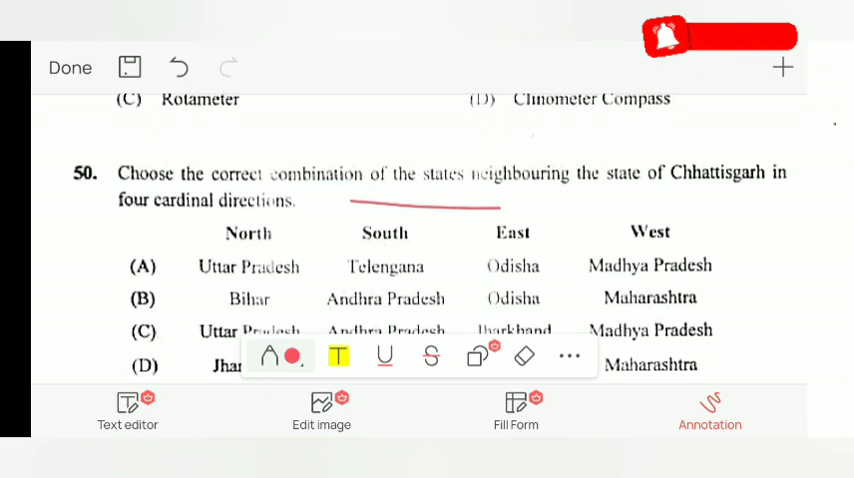 Done
(C) Rotameter (D) Clinometer Compass
50. Choose the correct combination of the states neighbouring the state of Chhattisgarh in
four cardinal directions.
North South East West
(A) Uttar Pradesh Telengana Odisha Madhya Pradesh
(B) Bihar Andhra Pradesh Odisha Maharashtra
(C) Uttar Pradesh Andhra Pradesh Jharkhand Madhya Pradesh
(D) Maharashtra
T U S
Text editor Edit image Fill Form Annotation